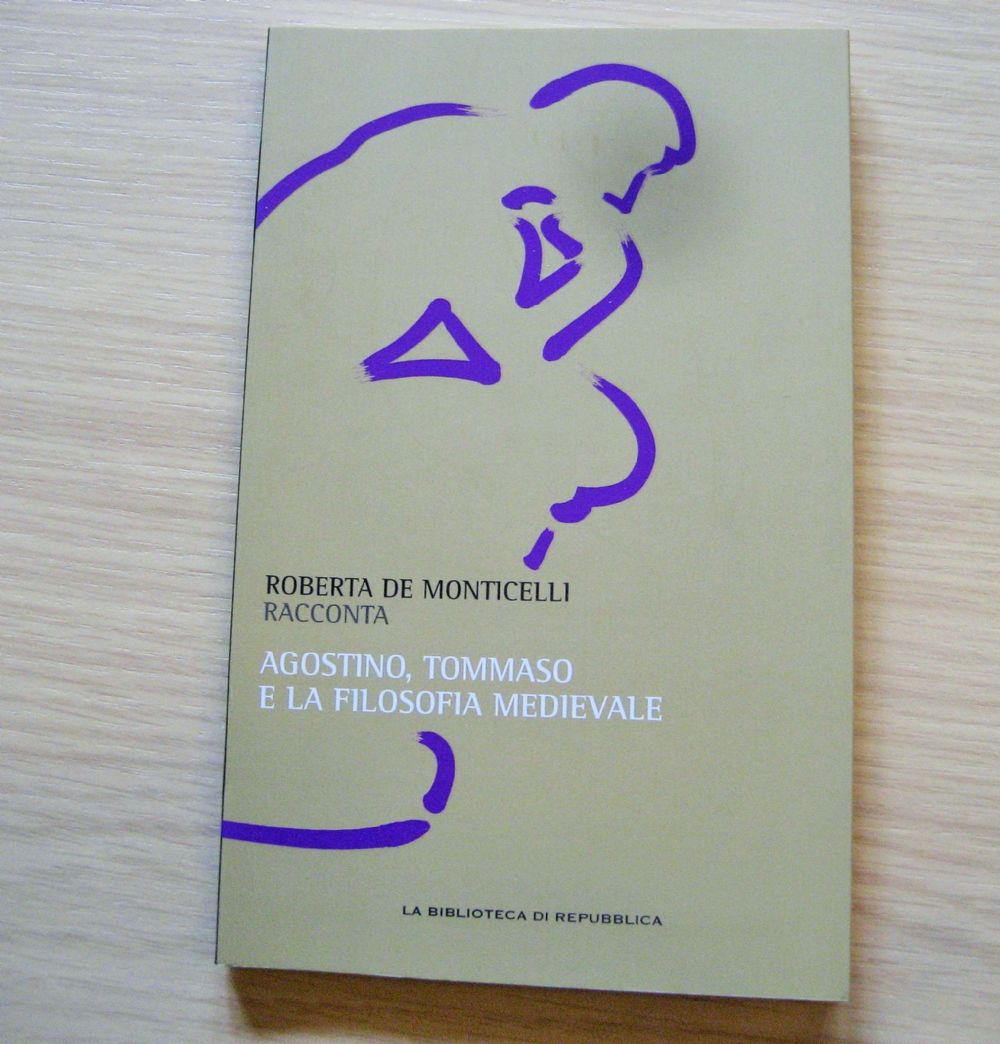 ROBERTA DE MONTICELLI
RACCONTA
AGOSTINO, TOMMASO
E LA FILOSOFIA MEDIEVALE
LA BIBLIOTECA DI REPUBBLICA